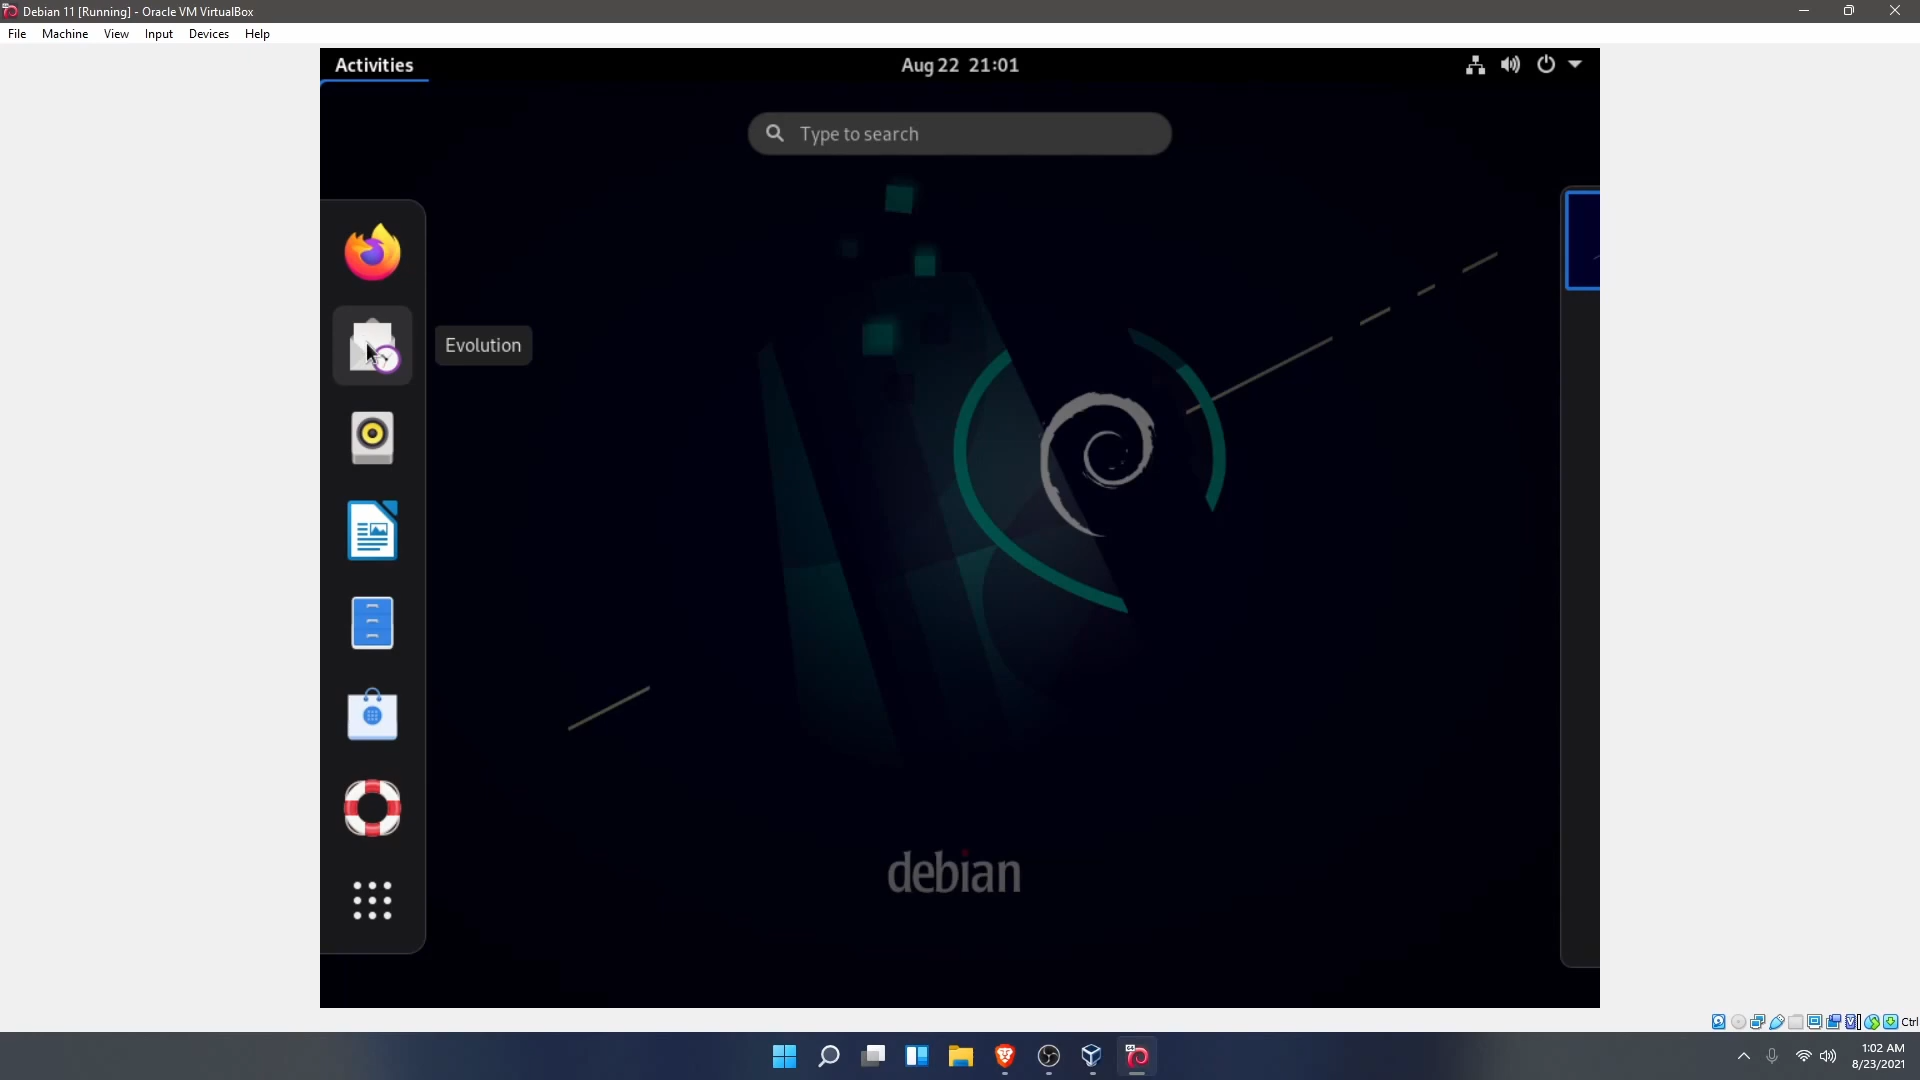 Debian 11 [Running] - Oracle VM VirtualBox
File Machine View Input Devices Help
Activities
Aug 22 21:01
Type to search
Evolution
debian
Ctrl
1:02 AM
8/23/2021